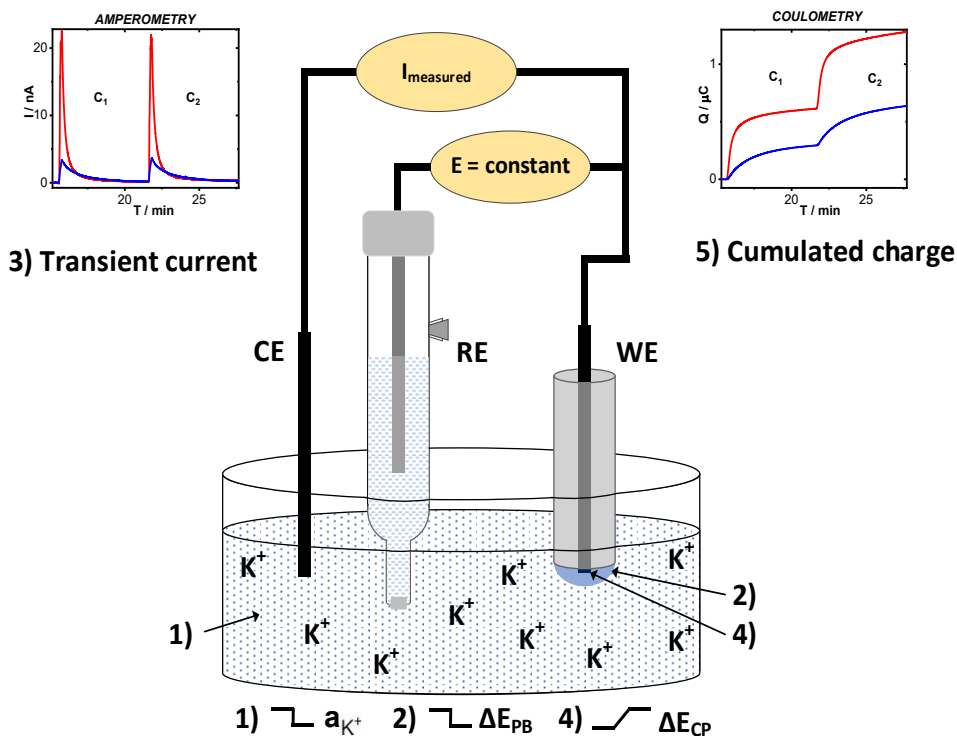 AMPEROMETRY
I / nA
20
10
0
C1
C2
20
25
T / min
3) Transient current
Imeasured
E = constant
COULOMETRY
Q / µC
1
0
C1
C2
20
25
T / min
5) Cumulated charge
CE
RE
WE
K+
K+
K+
K+
K+
K+
K+
K+
K+
1)
2)
4)
1) aK+
2) ΔEPB
4) ΔECP